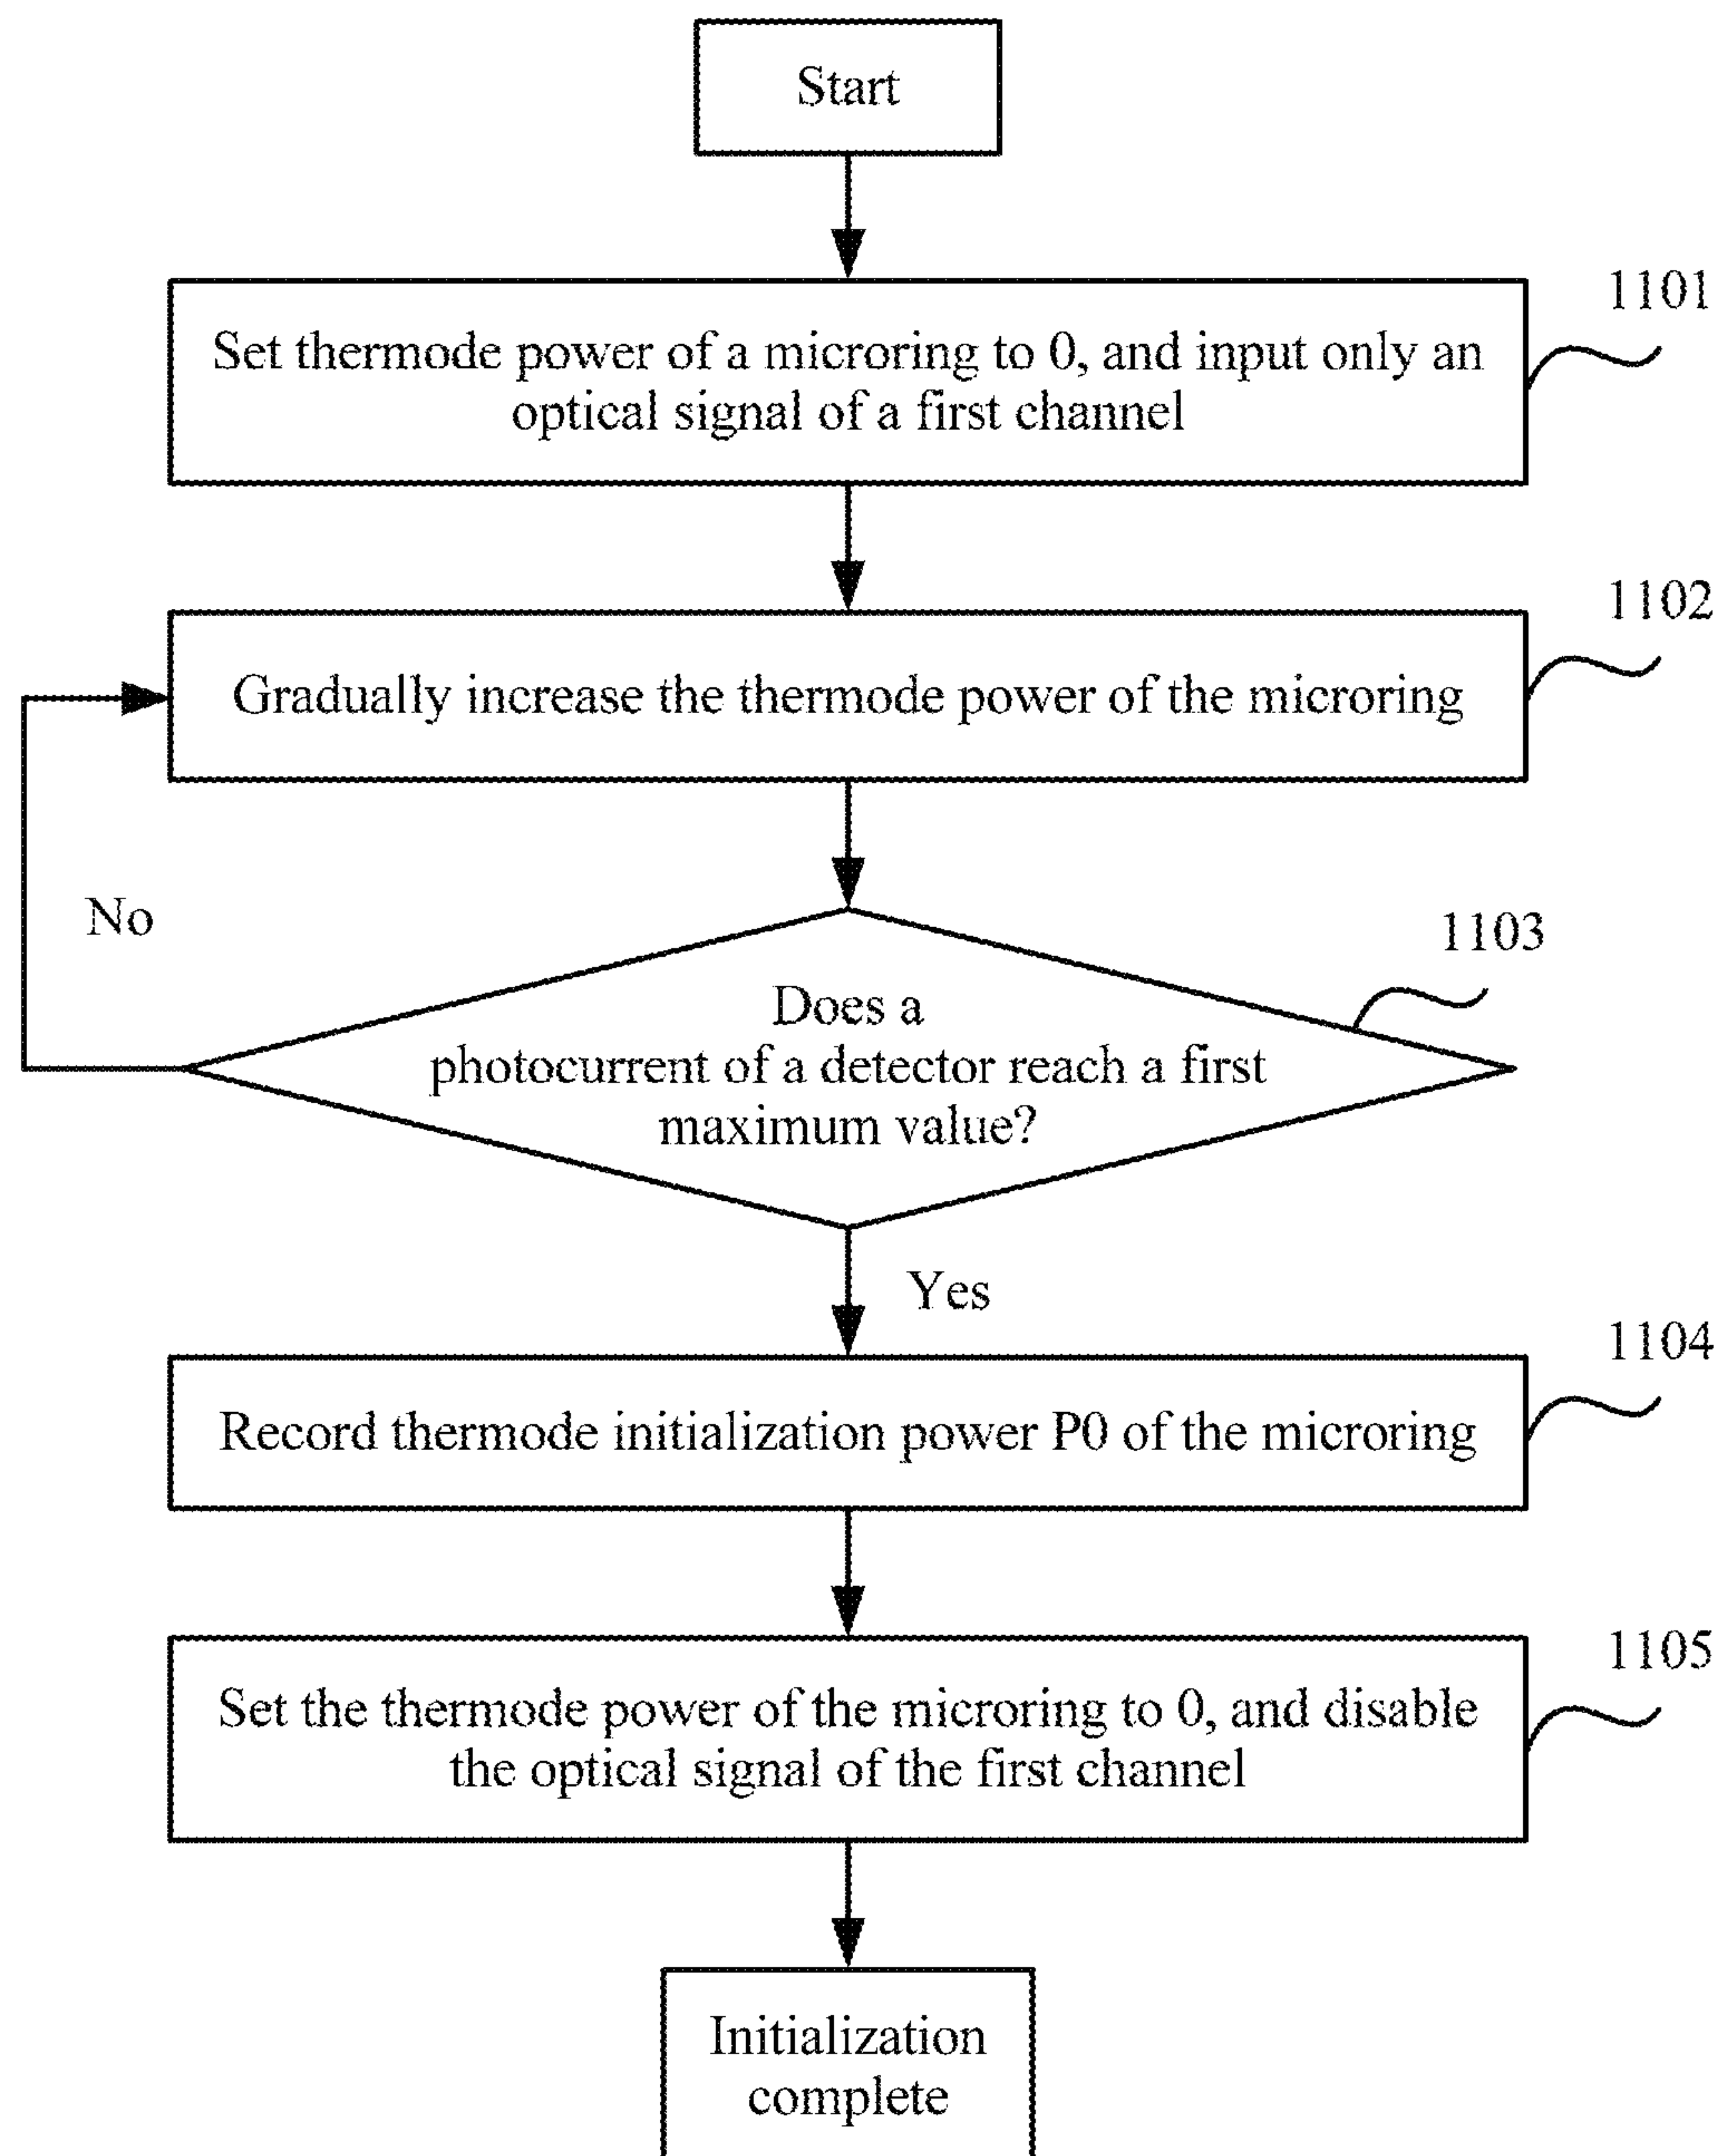 Start
1101
Set thermode power of a microring to 0, and input only an
optical signal of a first channel
1102
Gradually increase the thermode power of the microring
No
1103
Does a
photocurrent of a detector reach a first
maximum value?
Yes
1104
Record thermode initialization power P0 of the microring
1105
Set the thermode power of the microring to 0, and disable
the optical signal of the first channel
Initialization
complete